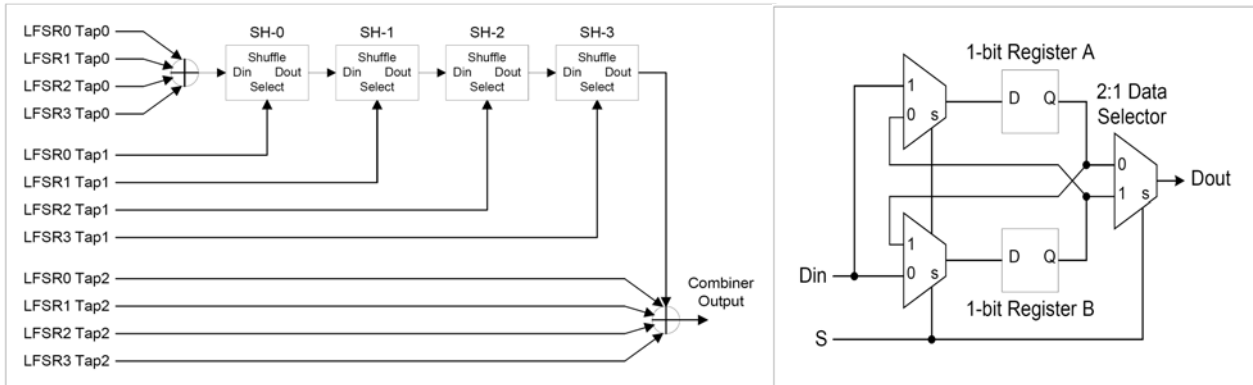 LFSR0 Tap0
LFSR1 Tap0
LFSR2 Tap0
LFSR3 Tap0
SH-0
SH-1
SH-2
SH-3
Shuffle
Din Dout
Select
Shuffle
Din Dout
Select
Shuffle
Din Dout
Select
Shuffle
Din Dout
Select
LFSR0 Tap1
LFSR1 Tap1
LFSR2 Tap1
LFSR3 Tap1
LFSR0 Tap2
LFSR1 Tap2
LFSR2 Tap2
LFSR3 Tap2
Combiner
Output
1-bit Register A
1
0
s
D Q
2:1 Data
Selector
0
1
s
Dout
1
0
s
D Q
Din
1-bit Register B
S